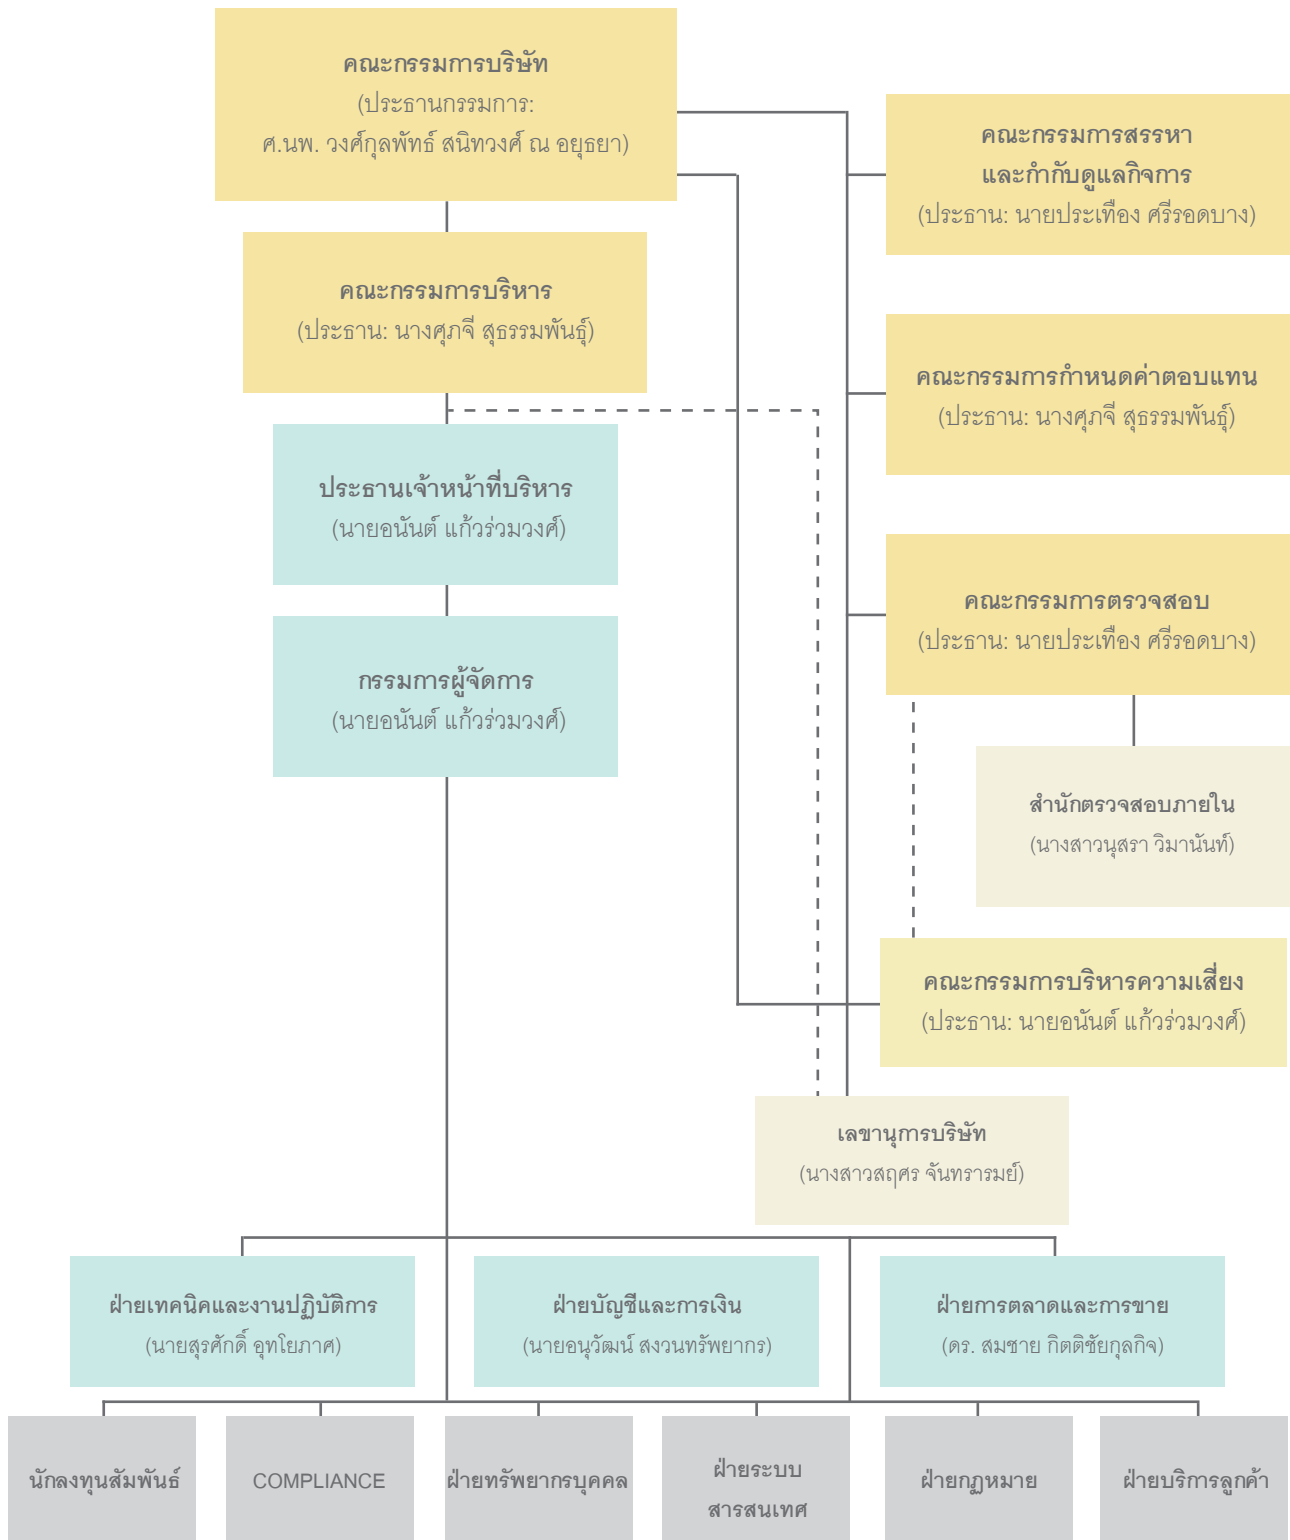 คณะกรรมการบริษัท
(ประธานกรรมการ:
ศ.นพ. วงศ์กุลพัทธ์ สนิทวงศ์ ณ อยุธยา)
คณะกรรมการสรรหา
และกำกับดูแลกิจการ
(ประธาน: นายประเทือง ศรีรอดบาง)
คณะกรรมการบริหาร
(ประธาน: นางศุภจี สุธรรมพันธุ์)
คณะกรรมการกำหนดค่าตอบแทน
(ประธาน: นางศุภจี สุธรรมพันธุ์)
ประธานเจ้าหน้าที่บริหาร
(นายอนันต์ แก้วร่วมวงศ์)
คณะกรรมการตรวจสอบ
(ประธาน: นายประเทือง ศรีรอดบาง)
กรรมการผู้จัดการ
(นายอนันต์ แก้วร่วมวงศ์)
สำนักตรวจสอบภายใน
(นางสาวนุสรา วิมานันท์)
คณะกรรมการบริหารความเสี่ยง
(ประธาน: นายอนันต์ แก้วร่วมวงศ์)
เลขานุการบริษัท
(นางสาวสฤศร จันทรารมย์)
ฝ่ายเทคนิคและงานปฏิบัติการ
(นายสุรศักดิ์ อุทโยภาศ)
ฝ่ายบัญชีและการเงิน
(นายอนุวัฒน์ สงวนทรัพยากร)
ฝ่ายการตลาดและการขาย
(ดร. สมชาย กิตติชัยกุลกิจ)
นักลงทุนสัมพันธ์
COMPLIANCE
ฝ่ายทรัพยากรบุคคล
ฝ่ายระบบ
สารสนเทศ
ฝ่ายกฏหมาย
ฝ่ายบริการลูกค้า